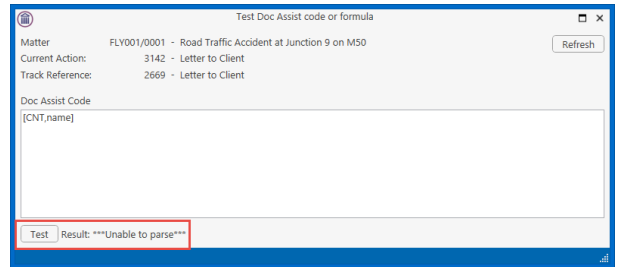 Test Doc Assist code or formula
Matter FLY001/0001 - Road Traffic Accident at Junction 9 on M50 Refresh
Current Action: 3142 - Letter to Client
Track Reference: 2669 - Letter to Client
Doc Assist Code
[CNT,name]
Test Result: ***Unable to parse***